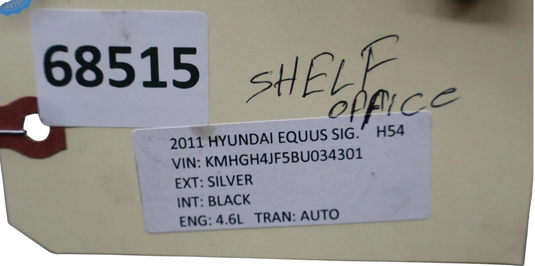 68515
SHELF
OFFICE
2011 HYUNDAI EQUUS SIG. H54
VIN: KMHGH4JF5BU034301
EXT: SILVER
INT: BLACK
ENG: 4.6L TRAN: AUTO